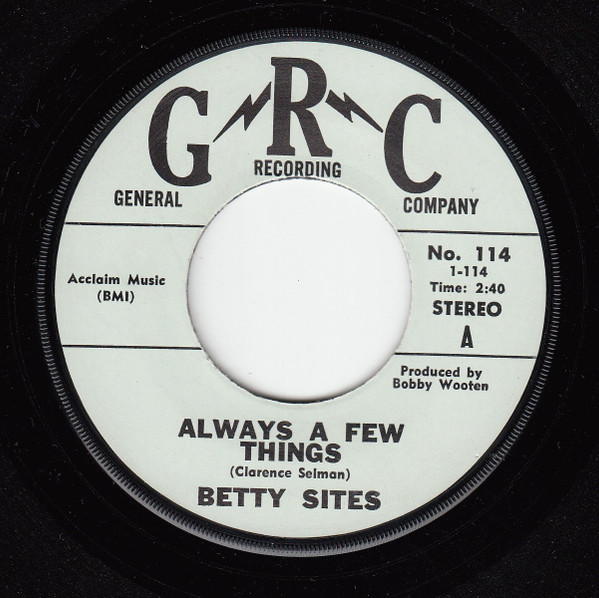 GRC
GENERAL RECORDING COMPANY
Acclaim Music
(BMI)
No. 114
1-114
Time: 2:40
STEREO
A
Produced by
Bobby Wooten
ALWAYS A FEW
THINGS
(Clarence Selman)
BETTY SITES